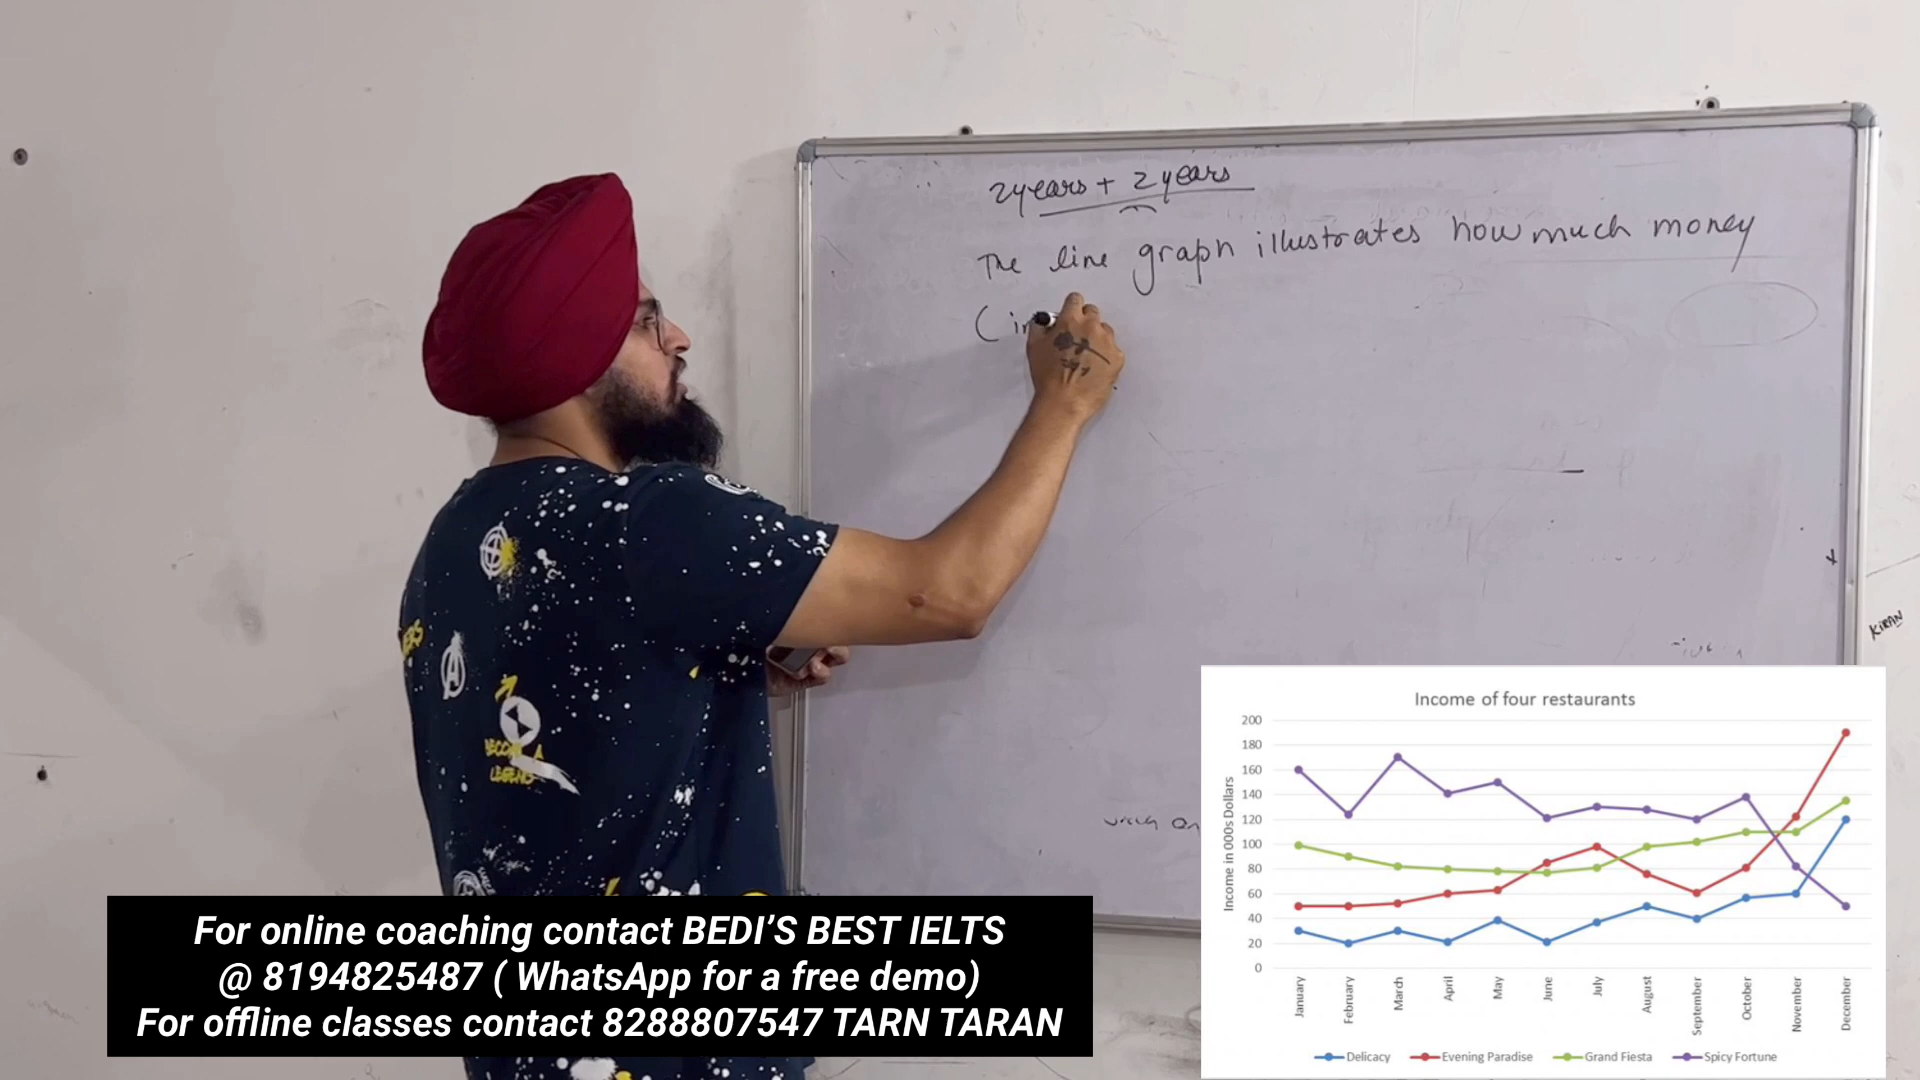 2years + 2years
The line graph illustrates how much money
(in
KIRAN
BECOME A
LEGEND
For online coaching contact BEDI'S BEST IELTS
@ 8194825487 ( WhatsApp for a free demo)
For offline classes contact 8288807547 TARN TARAN
Income of four restaurants
Income in 000s Dollars
200
180
160
140
120
100
80
60
40
20
0
January February March April May June July August September October November December
Delicacy Evening Paradise Grand Fiesta Spicy Fortune